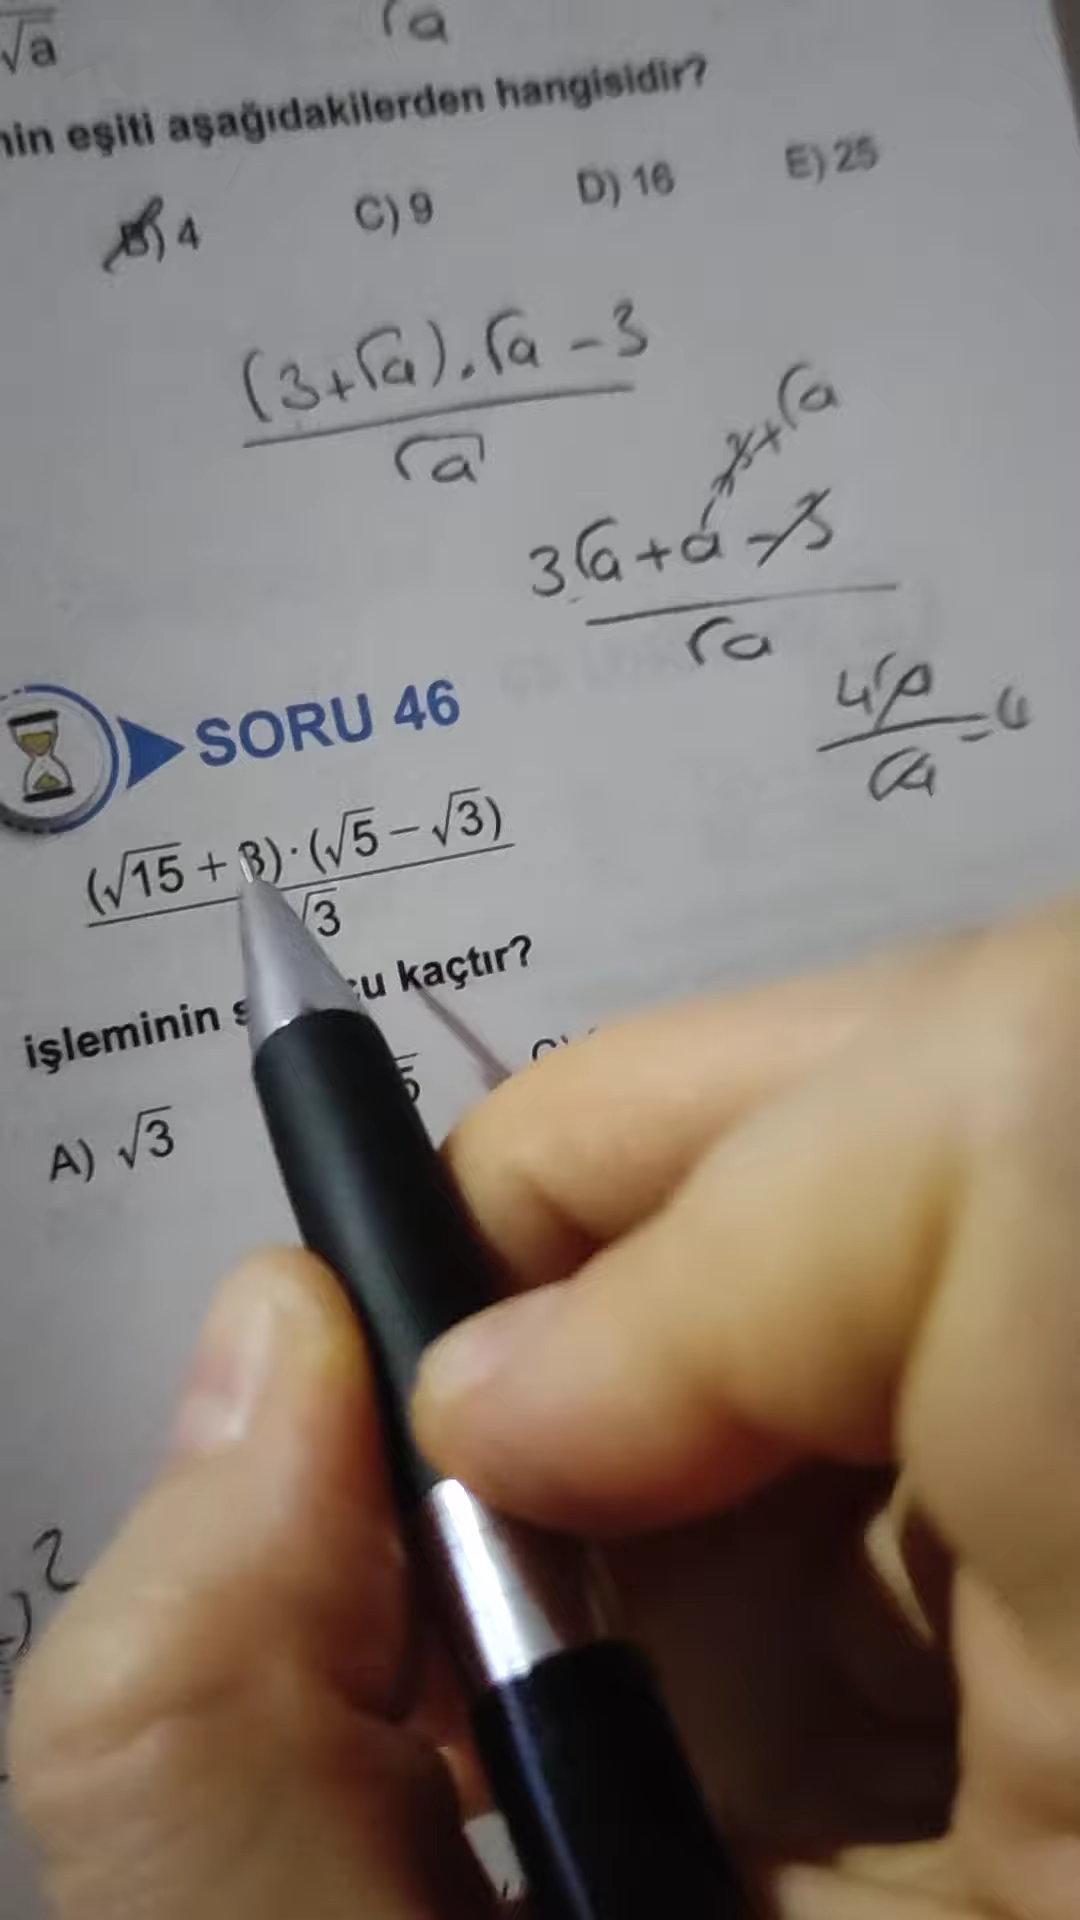 √a √a
nin eşiti aşağıdakilerden hangisidir?
B) 4 C) 9 D) 16 E) 25
(3+√a).√a - 3
√a
3+√a
3√a + a - 3
√a
4√a
√a
= 4
SORU 46
(√15 + 3)·(√5 - √3)
√3
işleminin kaçtır?
A) √3
2